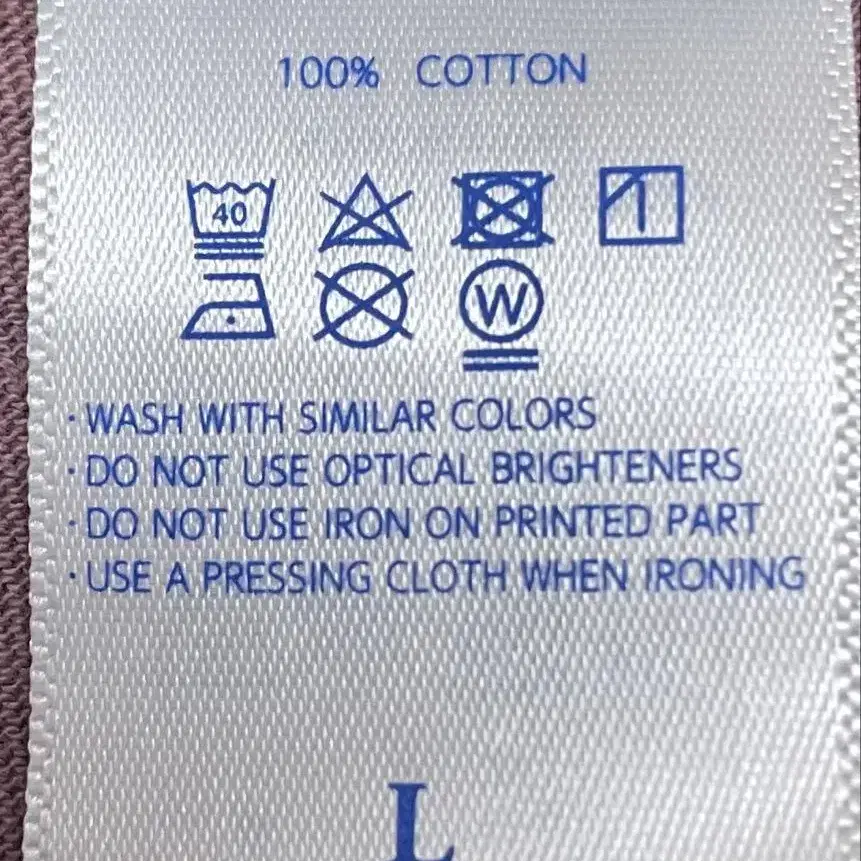 100% COTTON
40
W
· WASH WITH SIMILAR COLORS
· DO NOT USE OPTICAL BRIGHTENERS
· DO NOT USE IRON ON PRINTED PART
· USE A PRESSING CLOTH WHEN IRONING
L